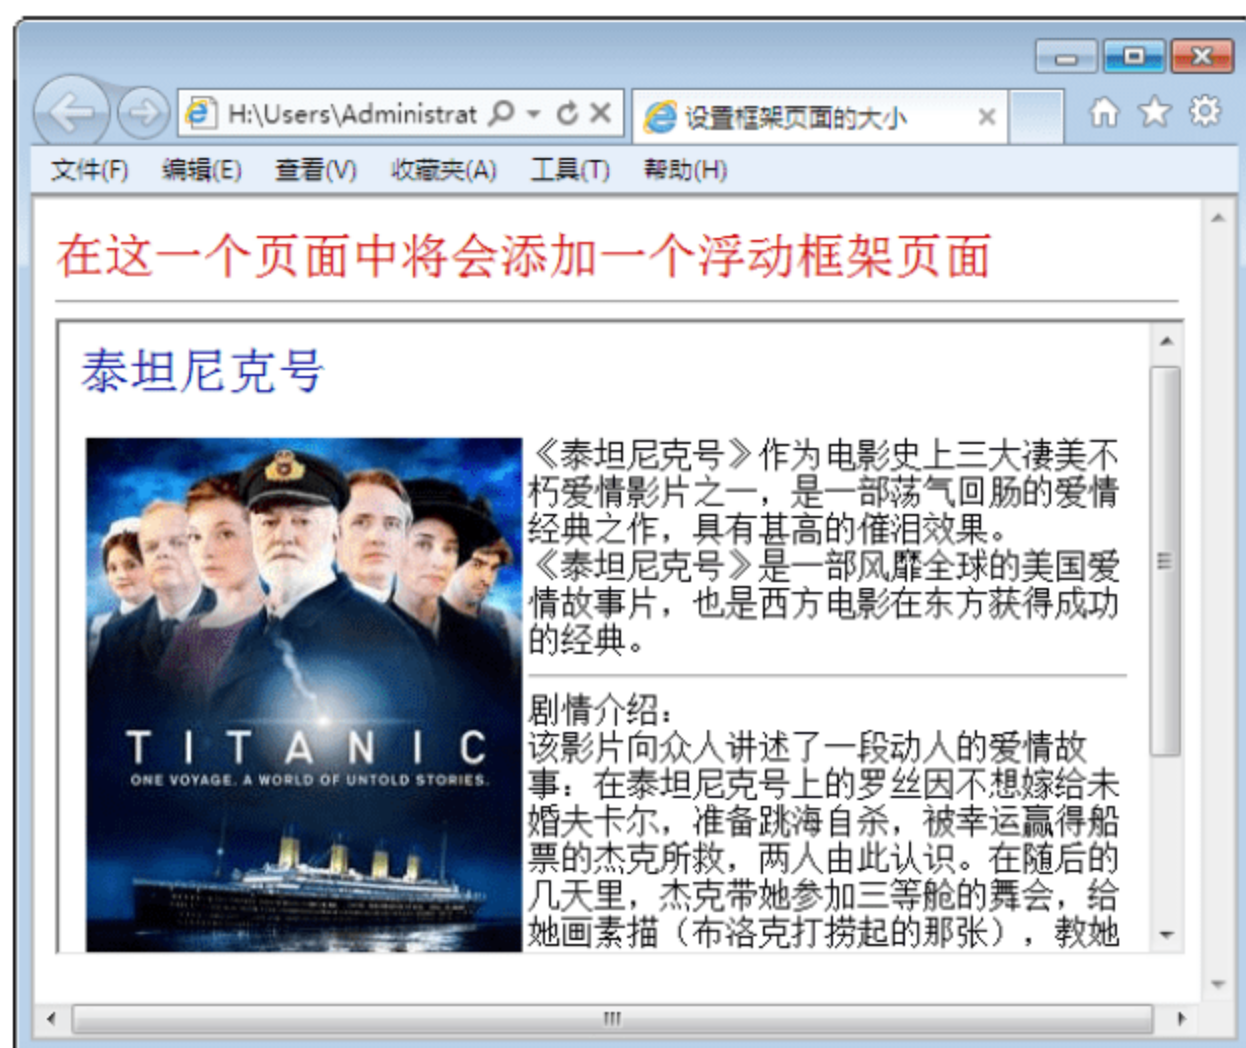 H:\Users\Administrat
设置框架页面的大小
文件(F) 编辑(E) 查看(V) 收藏夹(A) 工具(T) 帮助(H)
在这一个页面中将会添加一个浮动框架页面
泰坦尼克号
《泰坦尼克号》作为电影史上三大凄美不
朽爱情影片之一，是一部荡气回肠的爱情
经典之作，具有甚高的催泪效果。
《泰坦尼克号》是一部风靡全球的美国爱
情故事片，也是西方电影在东方获得成功
的经典。
剧情介绍：
该影片向众人讲述了一段动人的爱情故
事：在泰坦尼克号上的罗丝因不想嫁给未
婚夫卡尔，准备跳海自杀，被幸运赢得船
票的杰克所救，两人由此认识。在随后的
几天里，杰克带她参加三等舱的舞会，给
她画素描（布洛克打捞起的那张），教她
TITANIC
ONE VOYAGE. A WORLD OF UNTOLD STORIES.